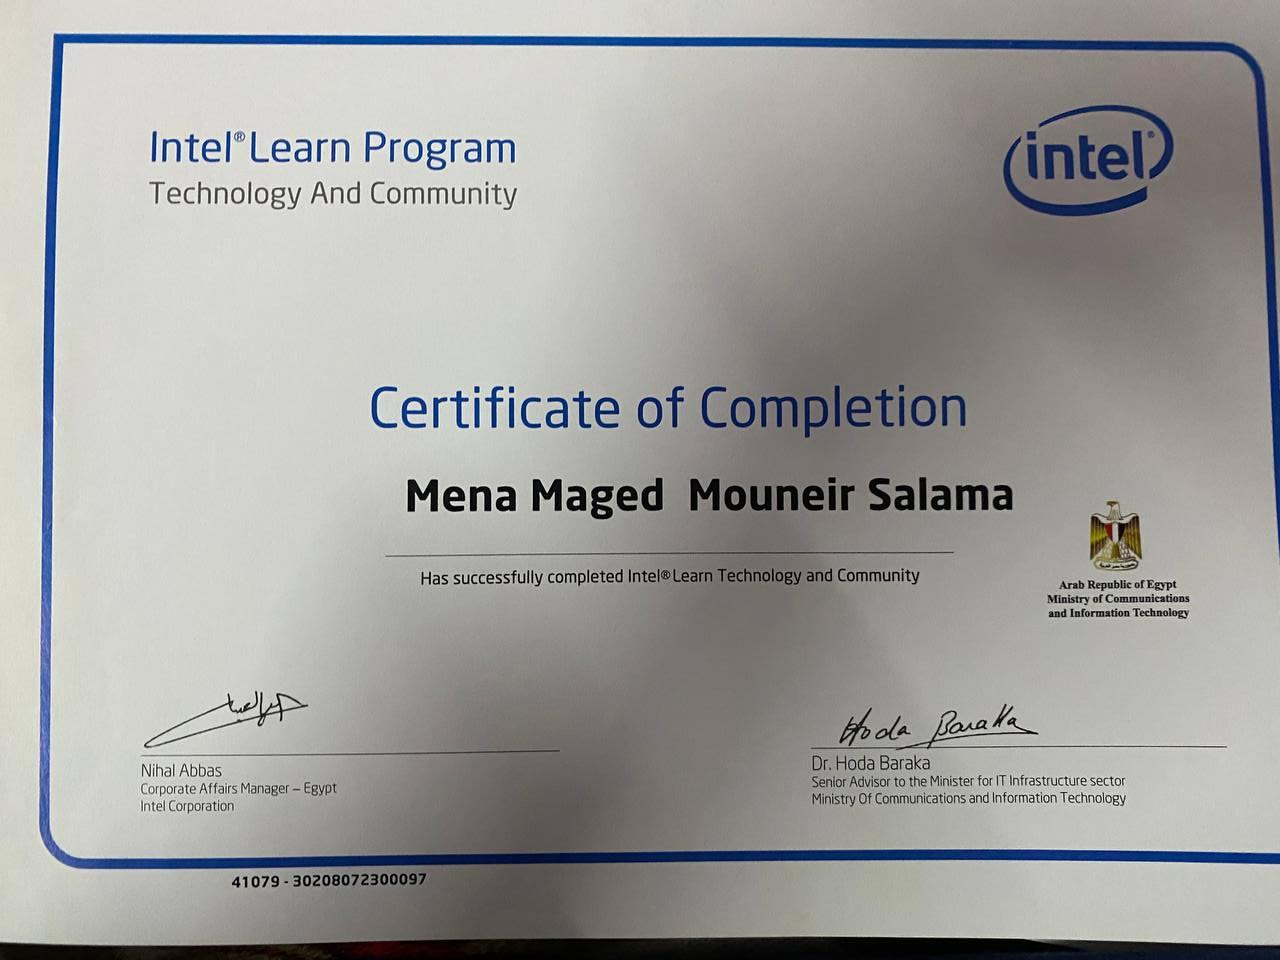 Intel® Learn Program
Technology And Community
intel®
Certificate of Completion
Mena Maged Mouneir Salama
Has successfully completed Intel® Learn Technology and Community
Arab Republic of Egypt
Ministry of Communications
and Information Technology
Hoda Baraka
Nihal Abbas
Corporate Affairs Manager – Egypt
Intel Corporation
Dr. Hoda Baraka
Senior Advisor to the Minister for IT Infrastructure sector
Ministry Of Communications and Information Technology
41079 - 30208072300097